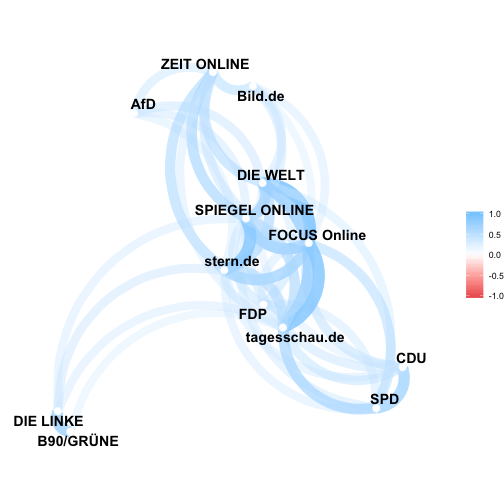 ZEIT ONLINE
Bild.de
AfD
DIE WELT
SPIEGEL ONLINE
1.0
FOCUS Online
0.5
stern.de
0.0
-0.5
-1.0
FDP
tagesschau.de
CDU
SPD
DIE LINKE
B90/GRÜNE